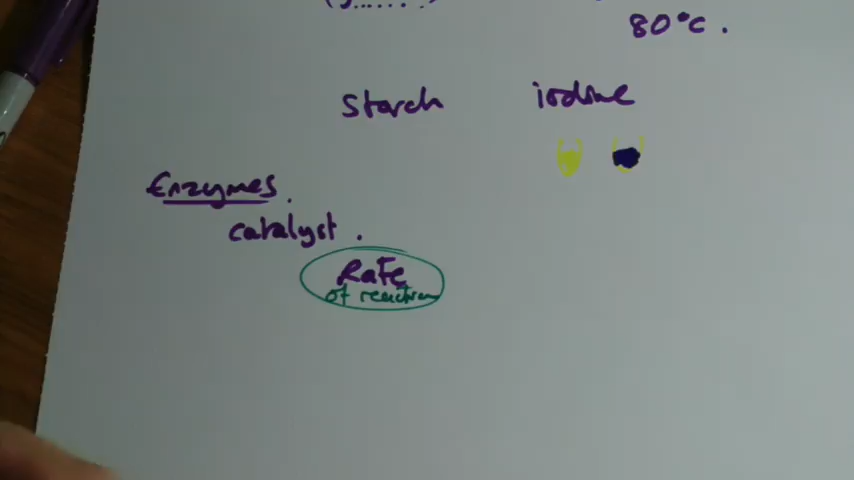 80°c.
starch iodine
Enzymes.
catalyst.
Rate
of reaction